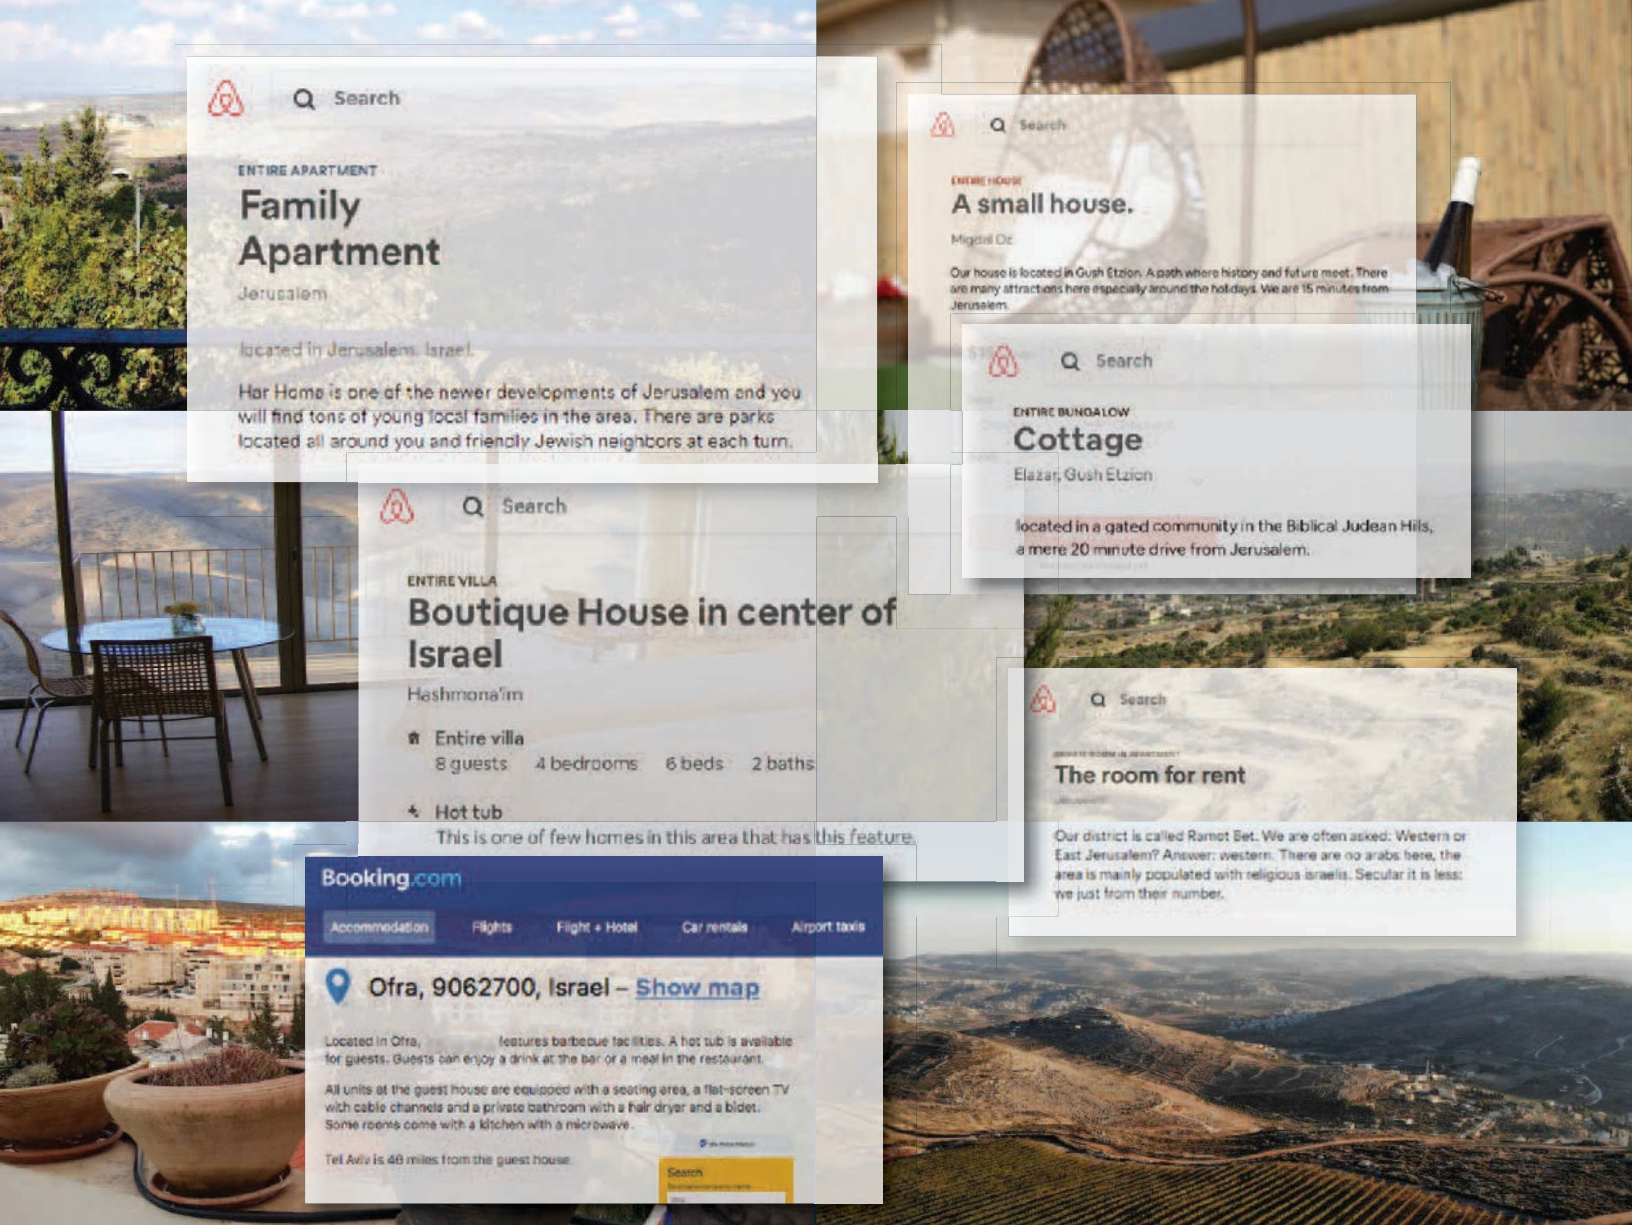 Search
ENTIRE APARTMENT
Family
Apartment
Jerusalem
located in Jerusalem, Israel.
Har Homa is one of the newer developments of Jerusalem and you
will find tons of young local families in the area. There are parks
located all around you and friendly Jewish neighbors at each turn.
Search
ENTIRE HOUSE
A small house.
Migdal Oz
Our house is located in Gush Etzion. A path where history and future meet. There
are many attractions here especially around the holidays. We are 15 minutes from
Jerusalem.
Search
ENTIRE BUNGALOW
Cottage
Elazar, Gush Etzion
located in a gated community in the Biblical Judean Hills,
a mere 20 minute drive from Jerusalem.
Search
ENTIRE VILLA
Boutique House in center of
Israel
Hashmona'im
Entire villa
8 guests 4 bedrooms 6 beds 2 baths
Hot tub
This is one of few homes in this area that has this feature.
Search
PRIVATE ROOM IN APARTMENT
The room for rent
Jerusalem
Our district is called Ramot Bet. We are often asked: Western or
East Jerusalem? Answer: western. There are no arabs here, the
area is mainly populated with religious israelis. Secular it is less:
we just from their number.
Booking.com
Accommodation Flights Flight + Hotel Car rentals Airport taxis
Ofra, 9062700, Israel – Show map
Located in Ofra, features barbecue facilities. A hot tub is available
for guests. Guests can enjoy a drink at the bar or a meal in the restaurant.
All units at the guest house are equipped with a seating area, a flat-screen TV
with cable channels and a private bathroom with a hair dryer and a bidet.
Some rooms come with a kitchen with a microwave.
Tel Aviv is 46 miles from the guest house.
Search